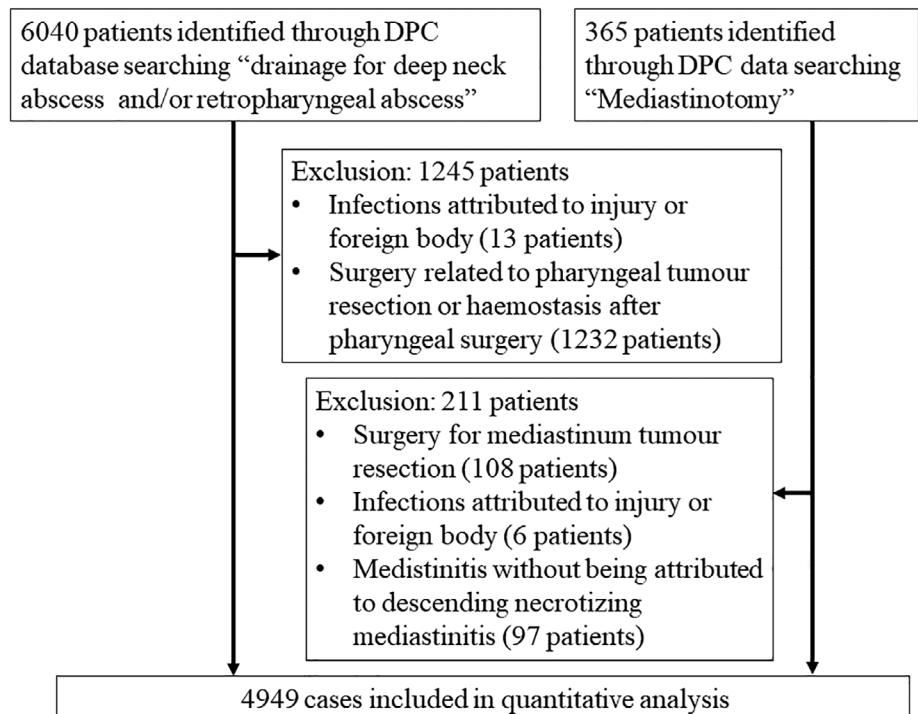 6040 patients identified through DPC
database searching “drainage for deep neck
abscess and/or retropharyngeal abscess”
365 patients identified
through DPC data searching
“Mediastinotomy”
Exclusion: 1245 patients
• Infections attributed to injury or
foreign body (13 patients)
• Surgery related to pharyngeal tumour
resection or haemostasis after
pharyngeal surgery (1232 patients)
Exclusion: 211 patients
• Surgery for mediastinum tumour
resection (108 patients)
• Infections attributed to injury or
foreign body (6 patients)
• Medistinitis without being attributed
to descending necrotizing
mediastinitis (97 patients)
4949 cases included in quantitative analysis